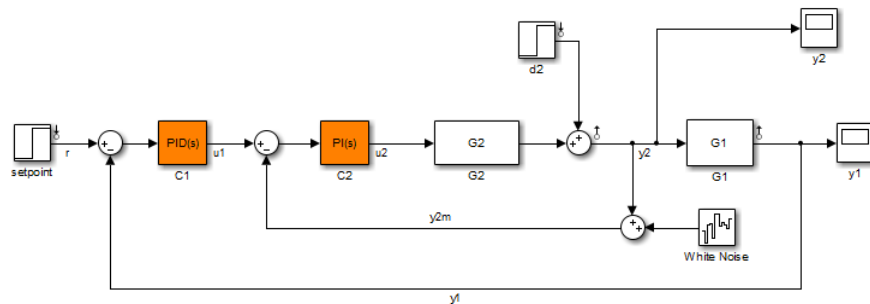 d2
y2
setpoint
r
PID(s)
C1
u1
PI(s)
C2
u2
G2
G2
y2
G1
G1
y1
y2m
White Noise
y1